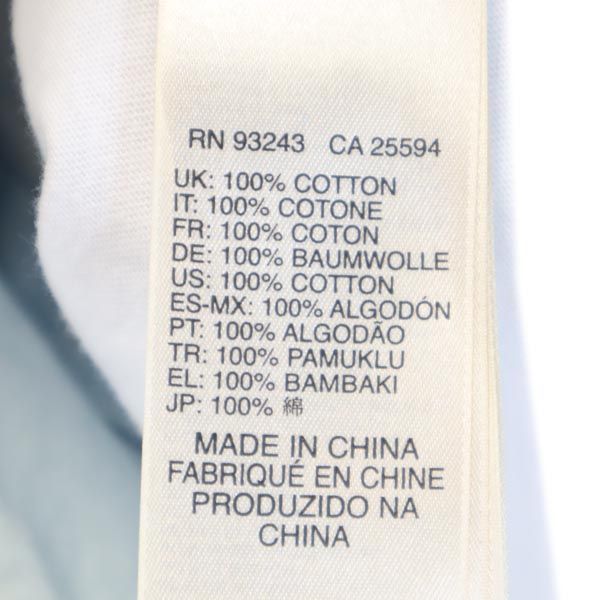 RN 93243 CA 25594
UK: 100% COTTON
IT: 100% COTONE
FR: 100% COTON
DE: 100% BAUMWOLLE
US: 100% COTTON
ES-MX: 100% ALGODÓN
PT: 100% ALGODÃO
TR: 100% PAMUKLU
EL: 100% BAMBAKI
JP: 100% 綿
MADE IN CHINA
FABRIQUÉ EN CHINE
PRODUZIDO NA
CHINA